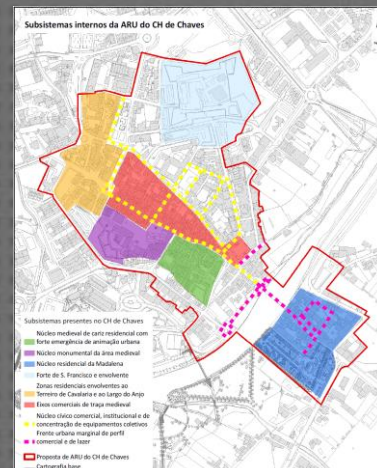 Subsistemas internos da ARU do CH de Chaves
Subsistemas presentes no CH de Chaves
Núcleo medieval de cariz residencial com
forte emergência de animação urbana
Núcleo monumental da área medieval
Núcleo residencial da Madalena
Forte de S. Francisco e envolvente
Zonas residenciais envolventes ao
Terreiro de Cavalaria e ao Largo do Anjo
Eixos comerciais de traça medieval
Núcleo cívico comercial, institucional e de
concentração de equipamentos coletivos
Frente urbana marginal de perfil
comercial e de lazer
Proposta de ARU do CH de Chaves
Cartografia base